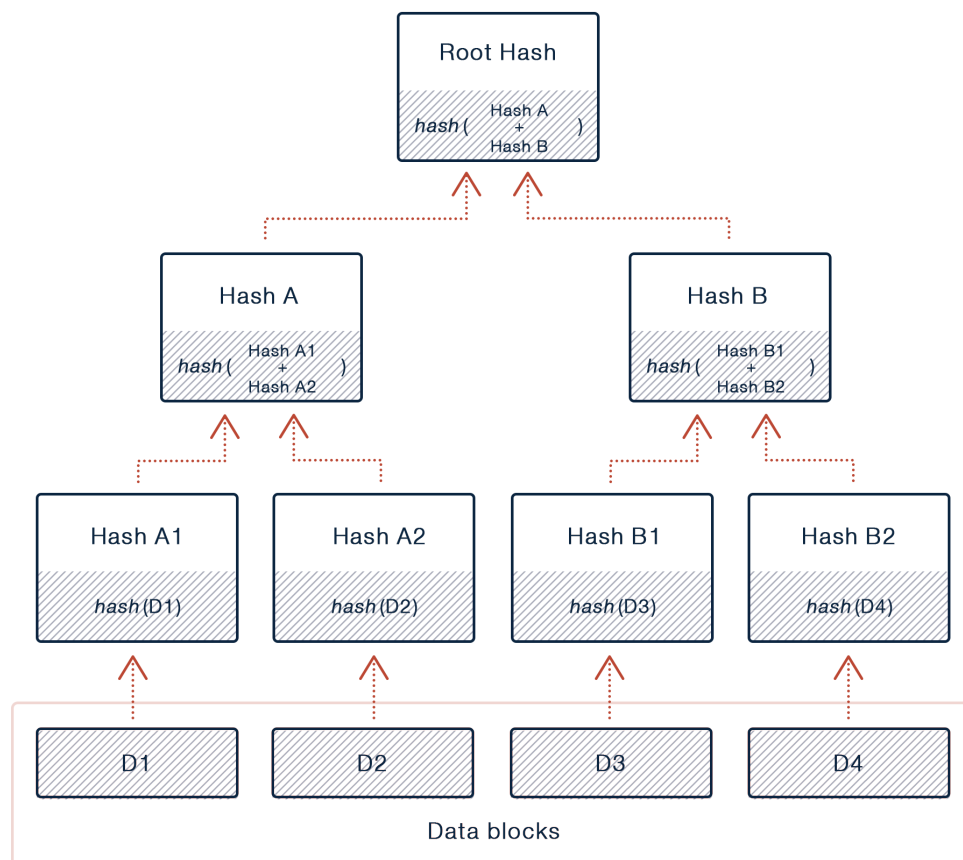 Root Hash
Hash A
hash( + )
Hash B
Hash A
Hash B
Hash A1
hash( + )
Hash A2
Hash B1
hash( + )
Hash B2
Hash A1
Hash A2
Hash B1
Hash B2
hash(D1)
hash(D2)
hash(D3)
hash(D4)
D1
D2
D3
D4
Data blocks